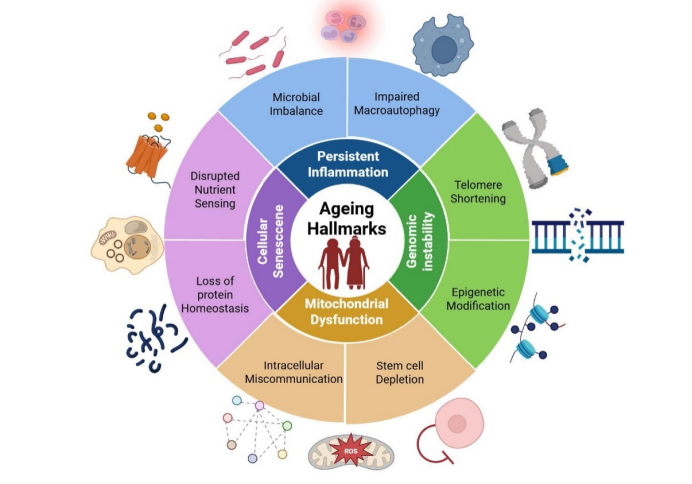 Microbial
Imbalance
Impaired
Macroautophagy
Disrupted
Nutrient
Sensing
Persistent
Inflammation
Telomere
Shortening
Cellular
Senesccene
Ageing
Hallmarks
Genomic
instability
Loss of
protein
Homeostasis
Mitochondrial
Dysfunction
Epigenetic
Modification
Intracellular
Miscommunication
Stem cell
Depletion
ROS